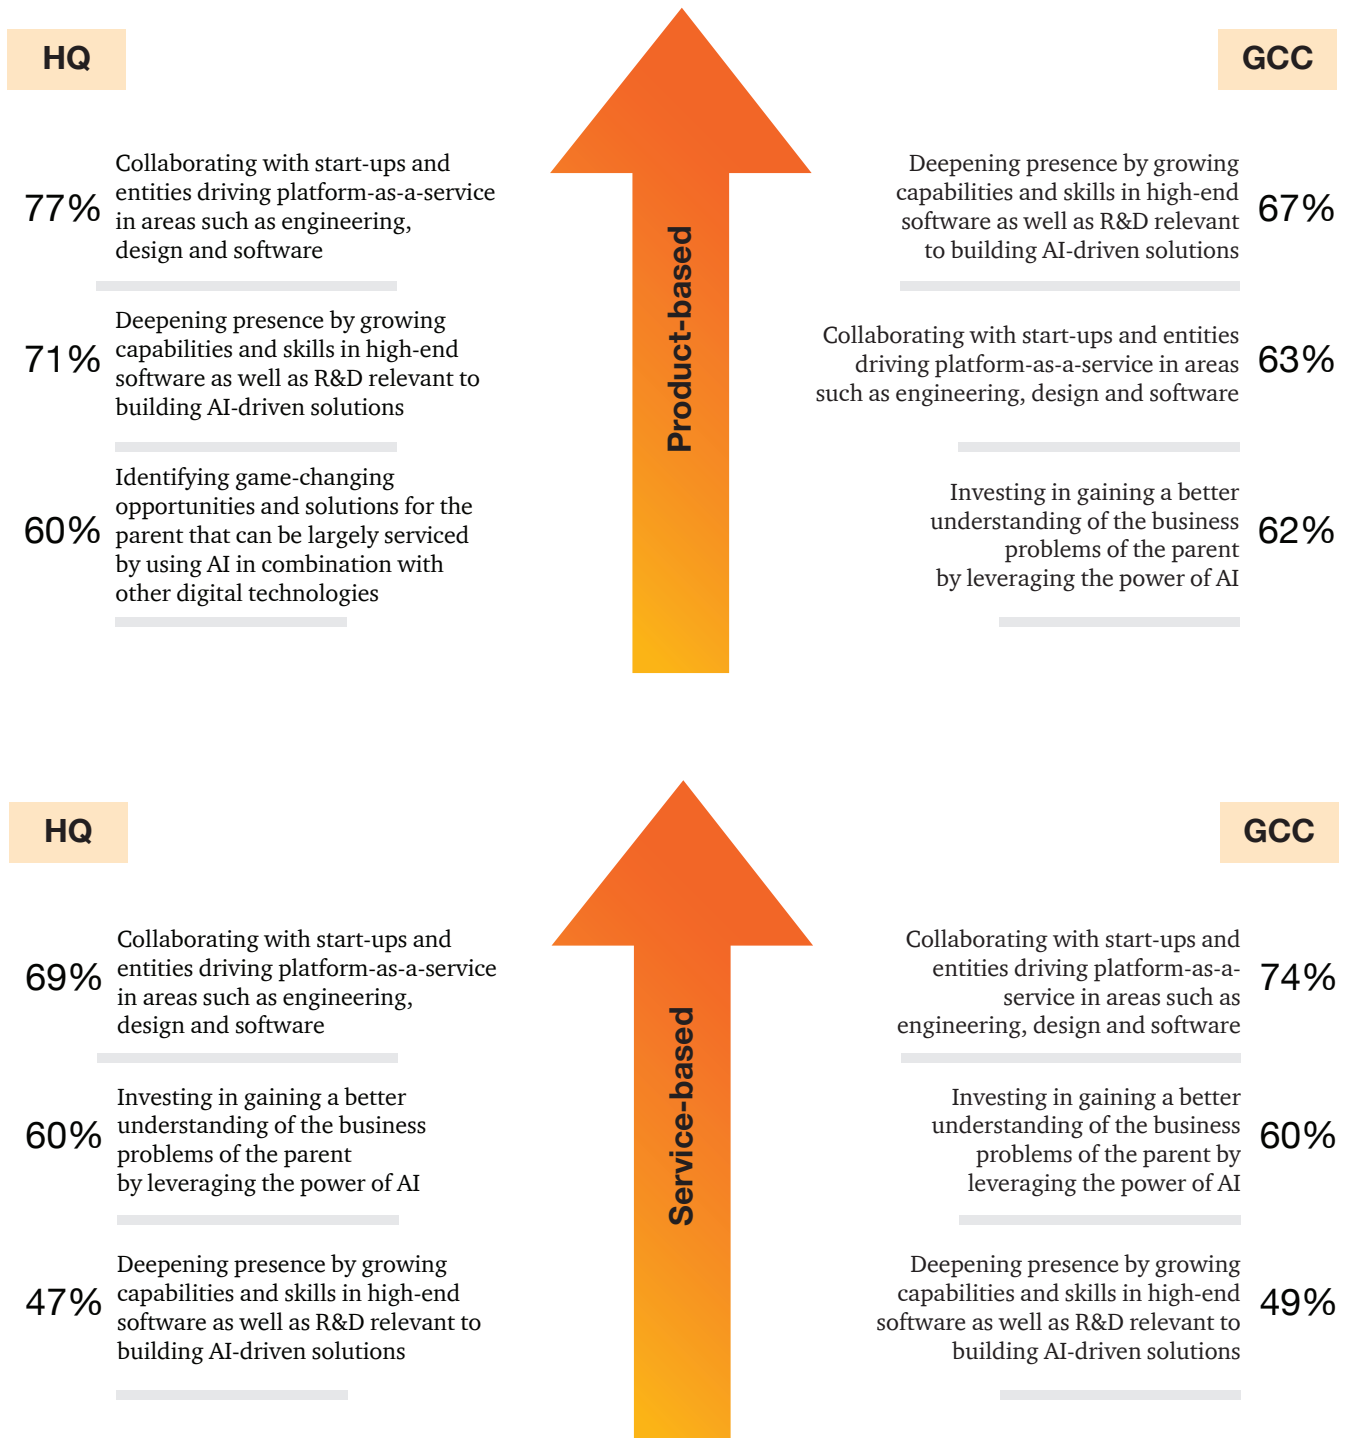 HQ
77%
Collaborating with start-ups and
entities driving platform-as-a-service
in areas such as engineering,
design and software
71%
Deepening presence by growing
capabilities and skills in high-end
software as well as R&D relevant to
building AI-driven solutions
60%
Identifying game-changing
opportunities and solutions for the
parent that can be largely serviced
by using AI in combination with
other digital technologies
Product-based
GCC
Deepening presence by growing
capabilities and skills in high-end
software as well as R&D relevant
to building AI-driven solutions
67%
Collaborating with start-ups and entities
driving platform-as-a-service in areas
such as engineering, design and software
63%
Investing in gaining a better
understanding of the business
problems of the parent
by leveraging the power of AI
62%
HQ
69%
Collaborating with start-ups and
entities driving platform-as-a-service
in areas such as engineering,
design and software
60%
Investing in gaining a better
understanding of the business
problems of the parent
by leveraging the power of AI
47%
Deepening presence by growing
capabilities and skills in high-end
software as well as R&D relevant to
building AI-driven solutions
Service-based
GCC
Collaborating with start-ups and
entities driving platform-as-a-
service in areas such as
engineering, design and software
74%
Investing in gaining a better
understanding of the business
problems of the parent by
leveraging the power of AI
60%
Deepening presence by growing
capabilities and skills in high-end
software as well as R&D relevant to
building AI-driven solutions
49%